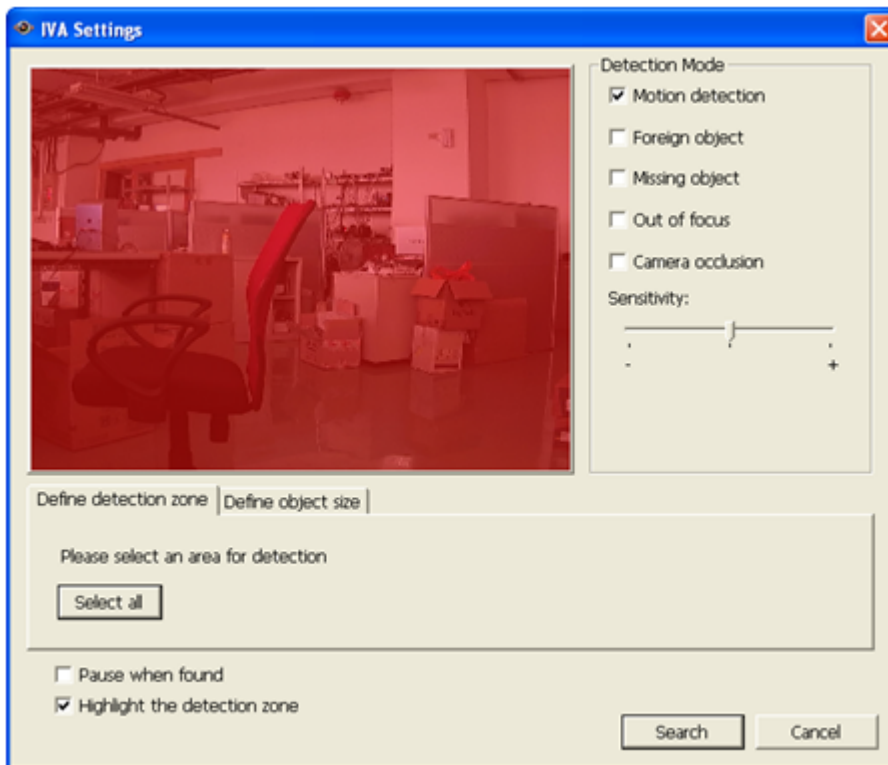 IVA Settings
Detection Mode
Motion detection
Foreign object
Missing object
Out of focus
Camera occlusion
Sensitivity:
- +
Define detection zone Define object size
Please select an area for detection
Select all
Pause when found
Highlight the detection zone
Search Cancel